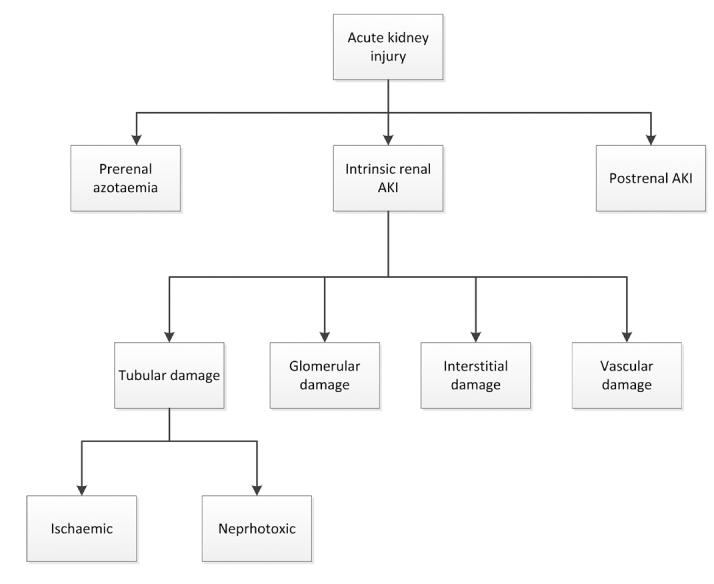 Acute kidney
injury
Prerenal
azotaemia
Intrinsic renal
AKI
Postrenal AKI
Tubular damage
Glomerular
damage
Interstitial
damage
Vascular
damage
Ischaemic
Neprhotoxic